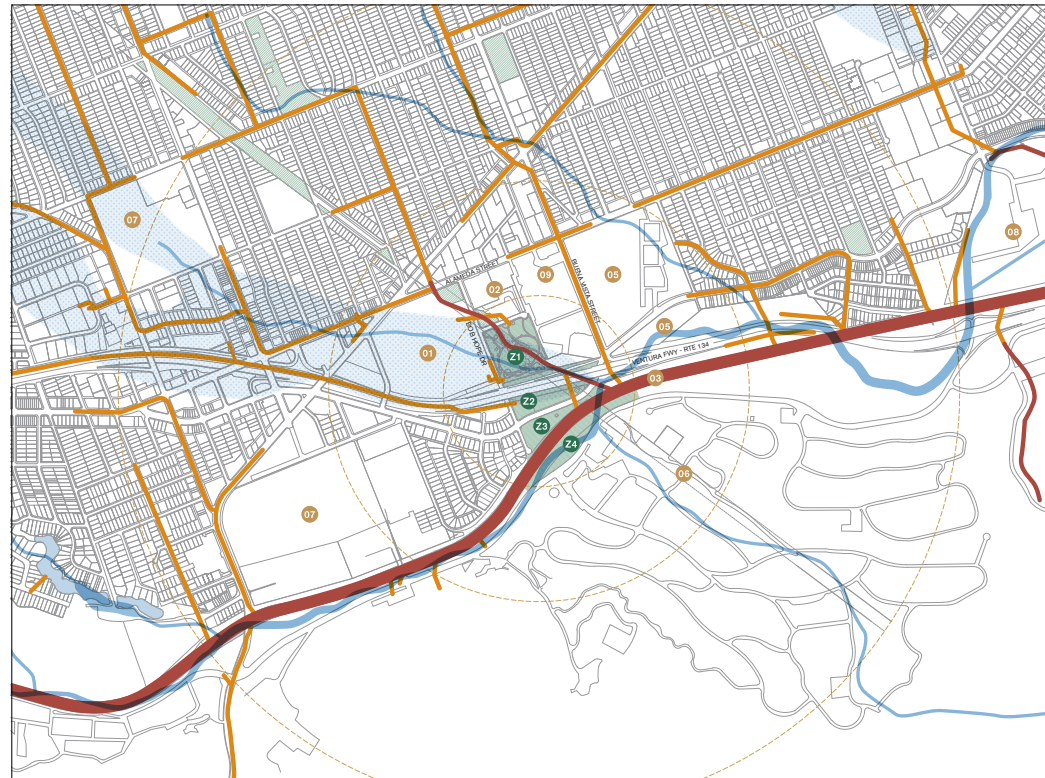 07
08
ALAMEDA STREET
02
09
05
BUENA VISTA STREET
BOB HOPE DR
05
01
Z1
VENTURA FWY - RTE 134
03
Z2
Z3
Z4
06
07